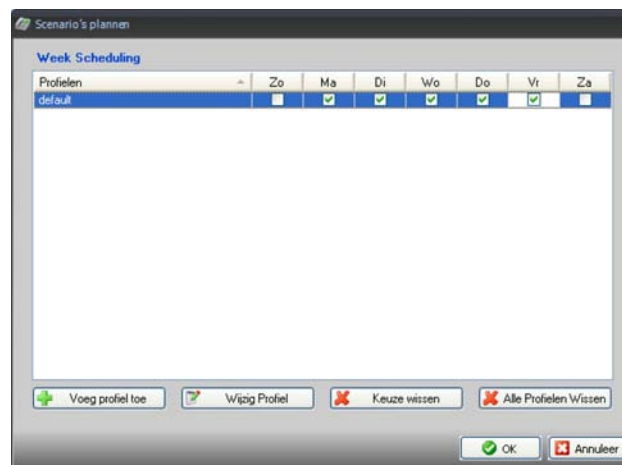 Scenario's plannen
Week Scheduling
Profielen Zo Ma Di Wo Do Vr Za
default
Voeg profiel toe Wijzig Profiel Keuze wissen Alle Profielen Wissen
OK Annuleer